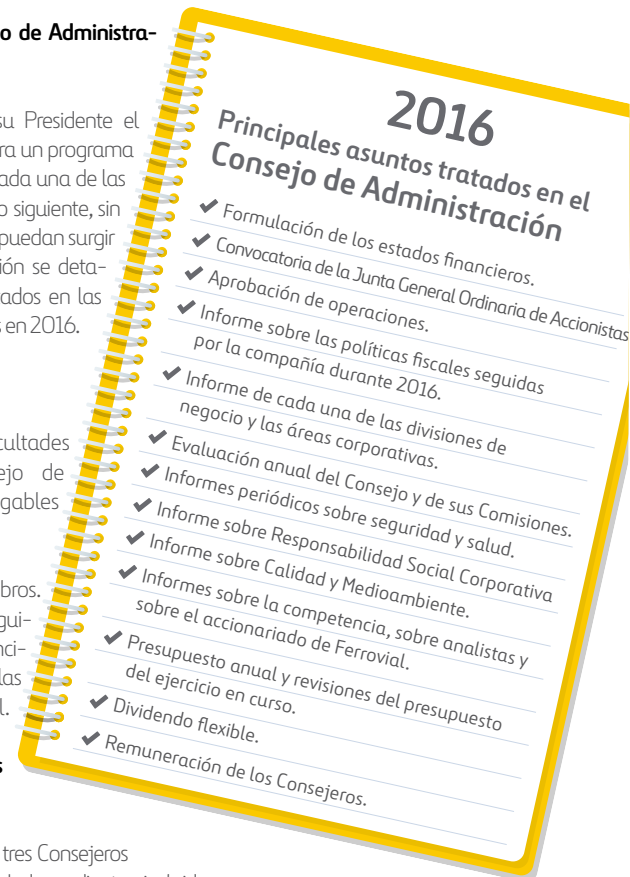 o de Administra-
su Presidente el
ra un programa
ada una de las
o siguiente, sin
puedan surgir
ión se deta-
tados en las
s en 2016.
cultades
ejo de
gables
bros.
gui-
nci-
las
l.
s
tres Consejeros
2016
Principales asuntos tratados en el
Consejo de Administración
✔ Formulación de los estados financieros.
✔ Convocatoria de la Junta General Ordinaria de Accionistas
✔ Aprobación de operaciones.
✔ Informe sobre las políticas fiscales seguidas
por la compañía durante 2016.
✔ Informe de cada una de las divisiones de
negocio y las áreas corporativas.
✔ Evaluación anual del Consejo y de sus Comisiones.
✔ Informes periódicos sobre seguridad y salud.
✔ Informe sobre Responsabilidad Social Corporativa
✔ Informe sobre Calidad y Medioambiente.
✔ Informes sobre la competencia, sobre analistas y
sobre el accionariado de Ferrovial.
✔ Presupuesto anual y revisiones del presupuesto
del ejercicio en curso.
✔ Dividendo flexible.
✔ Remuneración de los Consejeros.